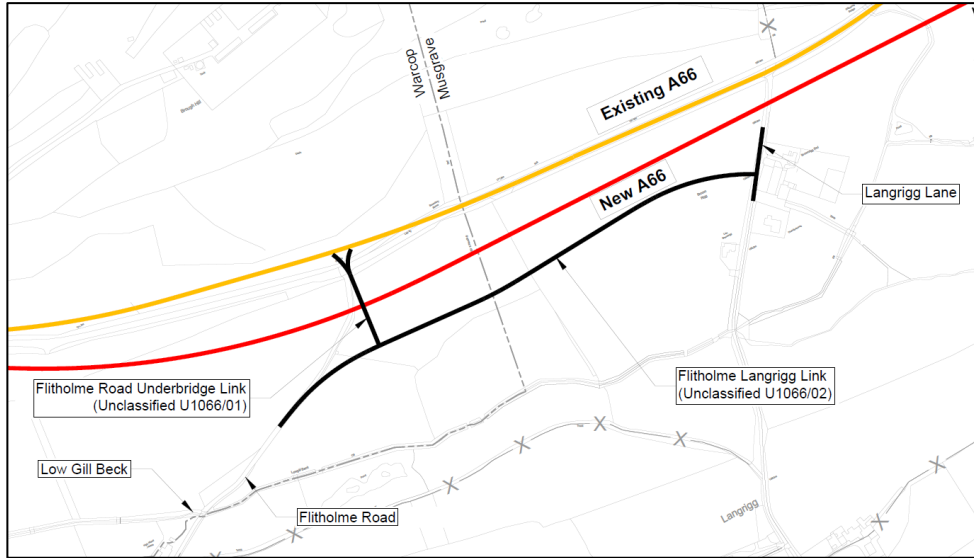 Warcop
Musgrave
Existing A66
New A66
Langrigg Lane
Flitholme Road Underbridge Link
(Unclassified U1066/01)
Flitholme Langrigg Link
(Unclassified U1066/02)
Low Gill Beck
Flitholme Road
Langrigg